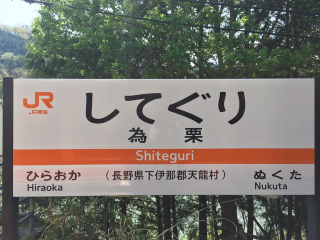 JR
JR東海
してぐり
為栗
Shiteguri
ひらおか
Hiraoka
（長野県下伊那郡天龍村）
ぬくた
Nukuta